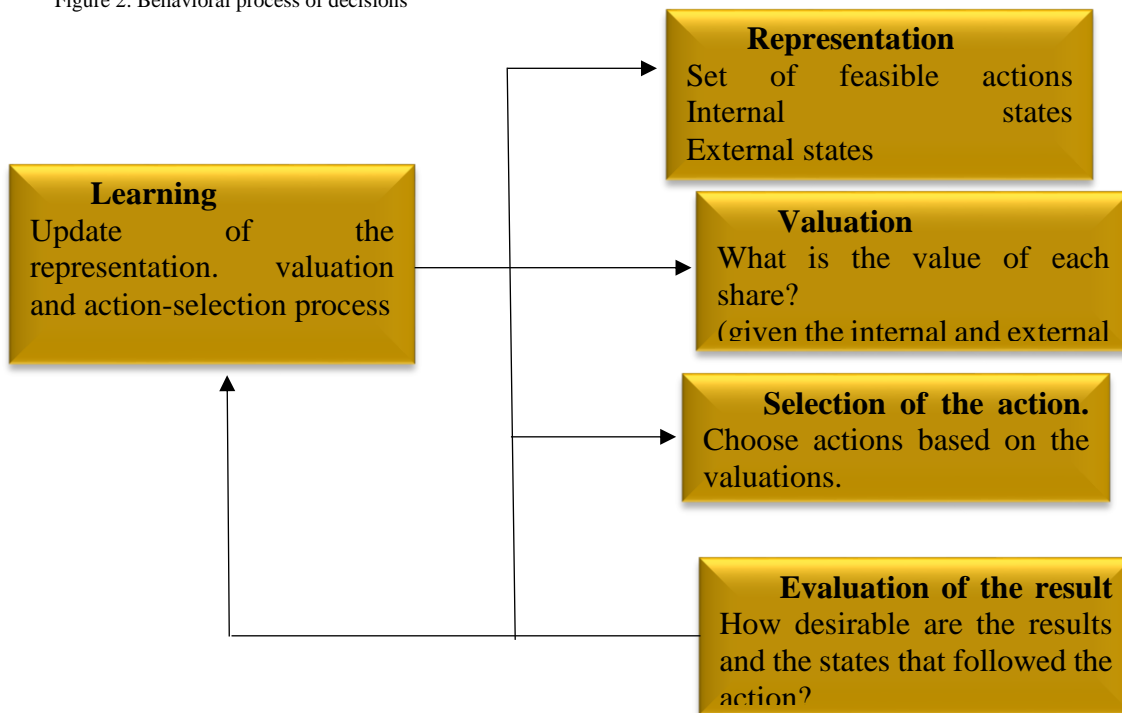 Figure 2. Behavioral process of decisions
Representation
Set of feasible actions
Internal states
External states
Learning
Update of the
representation. valuation
and action-selection process
Valuation
What is the value of each
share?
(given the internal and external
Selection of the action.
Choose actions based on the
valuations.
Evaluation of the result
How desirable are the results
and the states that followed the
action?